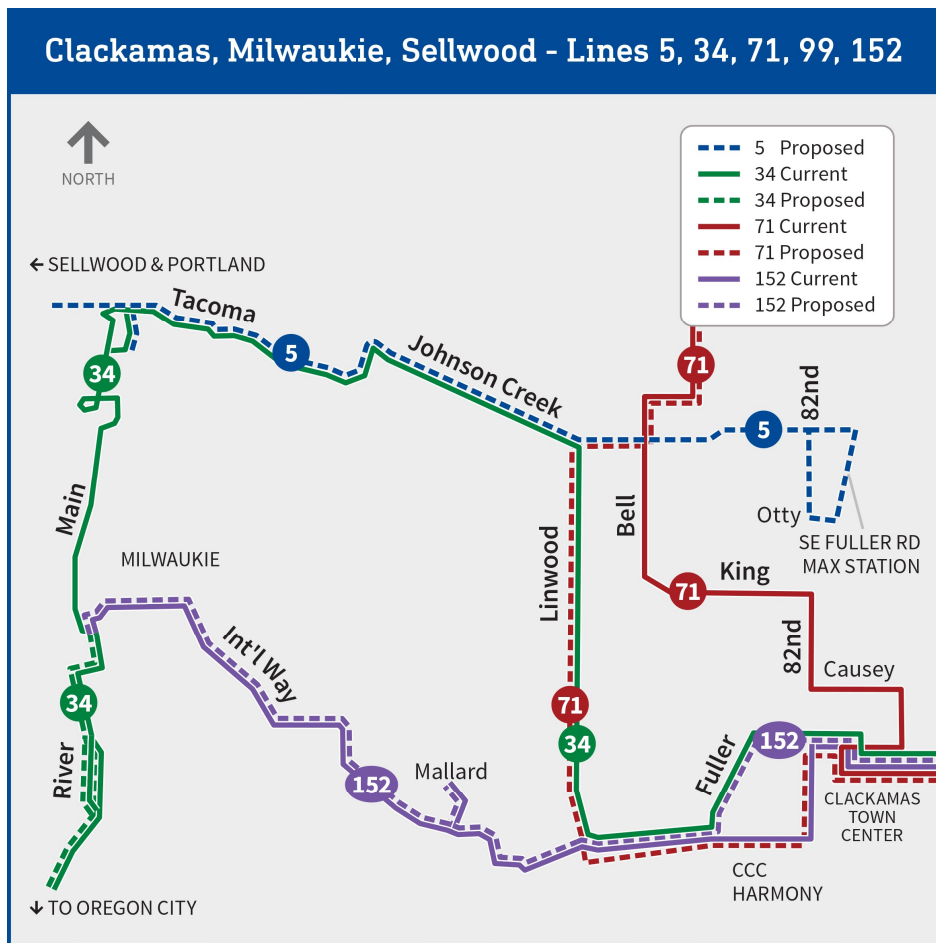 Clackamas, Milwaukie, Sellwood - Lines 5, 34, 71, 99, 152
NORTH
5 Proposed
34 Current
34 Proposed
71 Current
71 Proposed
152 Current
152 Proposed
← SELLWOOD & PORTLAND
Tacoma
5
Johnson Creek
71
34
82nd
5
Main
Bell
Otty
SE FULLER RD
MAX STATION
MILWAUKIE
Linwood
King
71
Int'l Way
82nd
Causey
34
71
34
152
River
Fuller
Mallard
152
CLACKAMAS
TOWN
CENTER
CCC
HARMONY
↓ TO OREGON CITY